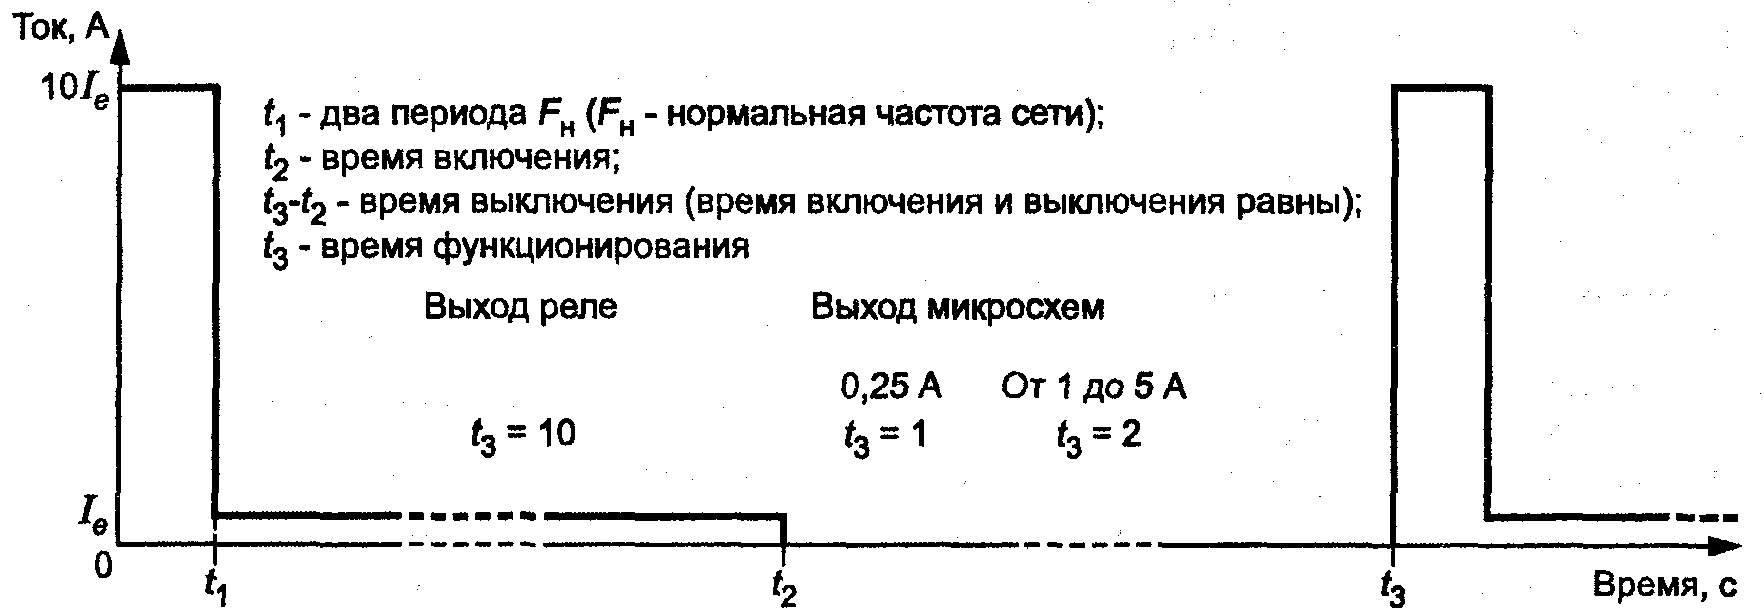 Ток, А
10Ie
t1 - два периода Fн (Fн - нормальная частота сети);
t2 - время включения;
t3-t2 - время выключения (время включения и выключения равны);
t3 - время функционирования
Выход реле Выход микросхем
0,25 А От 1 до 5 А
t3 = 10 t3 = 1 t3 = 2
Ie
0
t1 t2 t3 Время, с